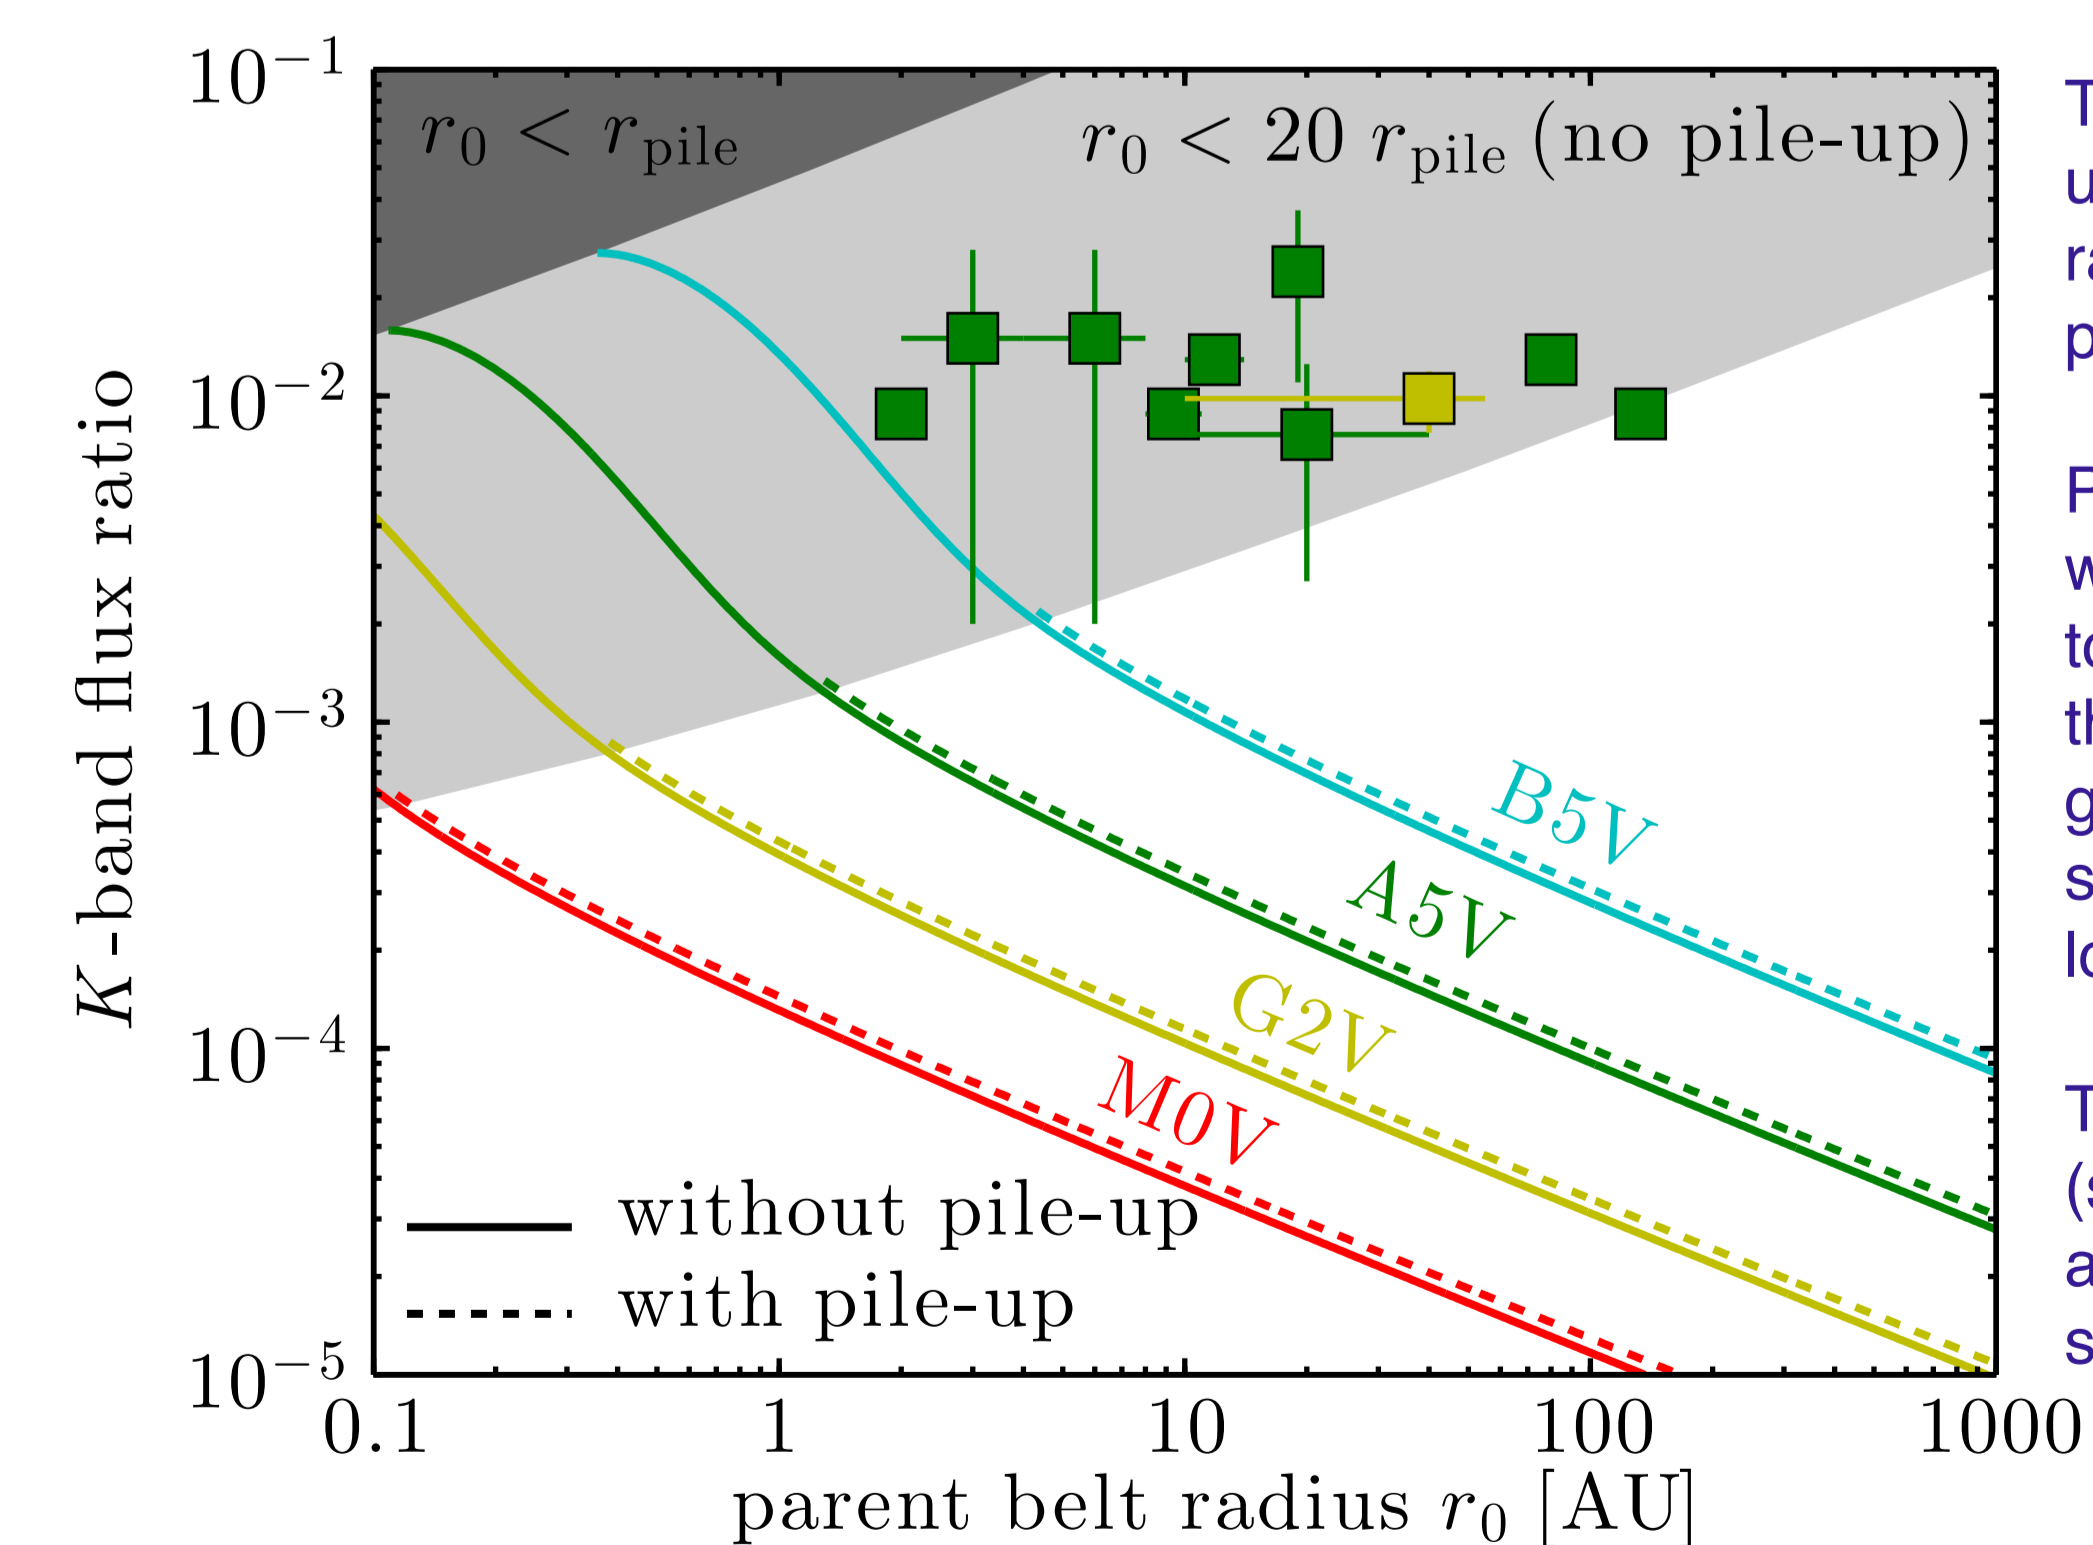 10⁻¹
r₀ < r_pile
r₀ < 20 r_pile (no pile-up)
10⁻²
10⁻³
10⁻⁴
10⁻⁵
K-band flux ratio
B5V
A5V
G2V
M0V
without pile-up
with pile-up
0.1 1 10 100 1000
parent belt radius r₀ [AU]